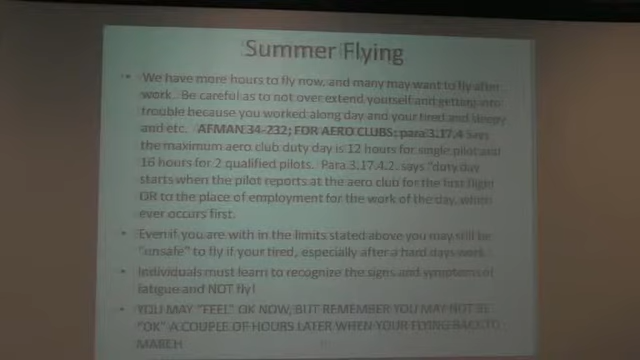 Summer Flying
• We have more hours to fly now, and many may want to fly after
work. Be careful as to not over extend yourself and getting into
trouble because you worked along day and your tired and sleepy
and etc. AFMAN 34-232; FOR AERO CLUBS: para 3.17.4 says
the maximum aero club duty day is 12 hours for single pilot and
16 hours for 2 qualified pilots. Para 3.17.4.2. says "duty day
starts when the pilot reports at the aero club for the first flight
OR to the place of employment for the work of the day, which
ever occurs first.
• Even if you are with in the limits stated above you may still be
"unsafe" to fly if your tired, especially after a hard days work.
• Individuals must learn to recognize the signs and symptoms of
fatigue and NOT fly!
• YOU MAY "FEEL" OK NOW, BUT REMEMBER YOU MAY NOT BE
"OK" A COUPLE OF HOURS LATER WHEN YOUR FLYING BACK TO